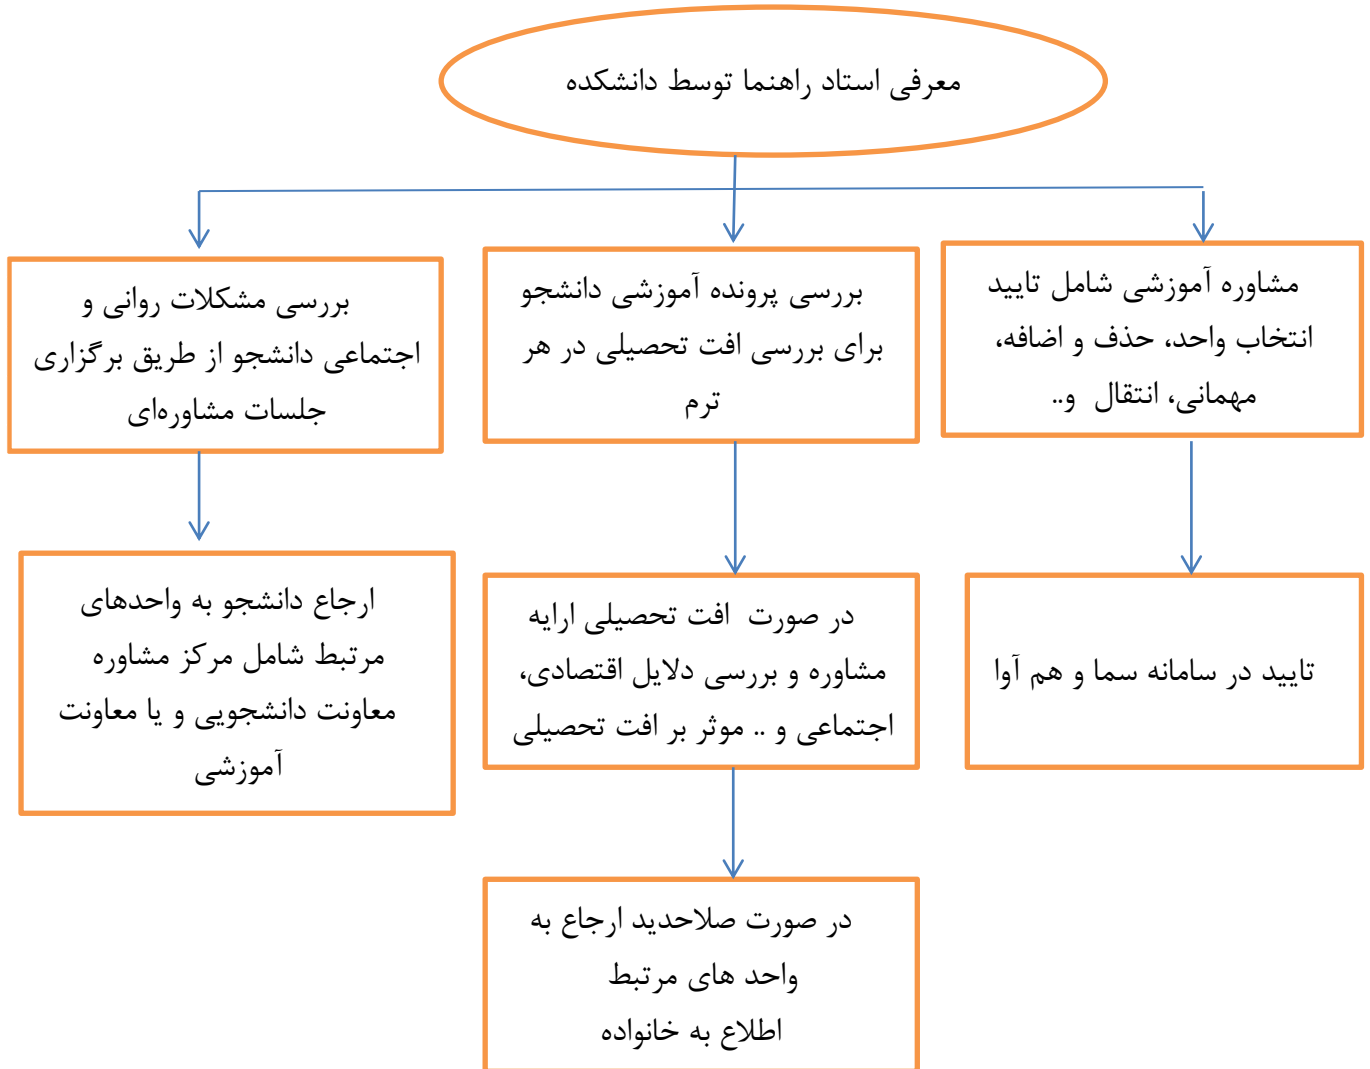 معرفی استاد راهنما توسط دانشکده
مشاوره آموزشی شامل تایید
انتخاب واحد، حذف و اضافه،
مهمانی، انتقال و..
بررسی پرونده آموزشی دانشجو
برای بررسی افت تحصیلی در هر
ترم
بررسی مشکلات روانی و
اجتماعی دانشجو از طریق برگزاری
جلسات مشاوره‌ای
تایید در سامانه سما و هم آوا
در صورت افت تحصیلی ارایه
مشاوره و بررسی دلایل اقتصادی،
اجتماعی و .. موثر بر افت تحصیلی
ارجاع دانشجو به واحدهای
مرتبط شامل مرکز مشاوره
معاونت دانشجویی و یا معاونت
آموزشی
در صورت صلاحدید ارجاع به
واحد های مرتبط
اطلاع به خانواده